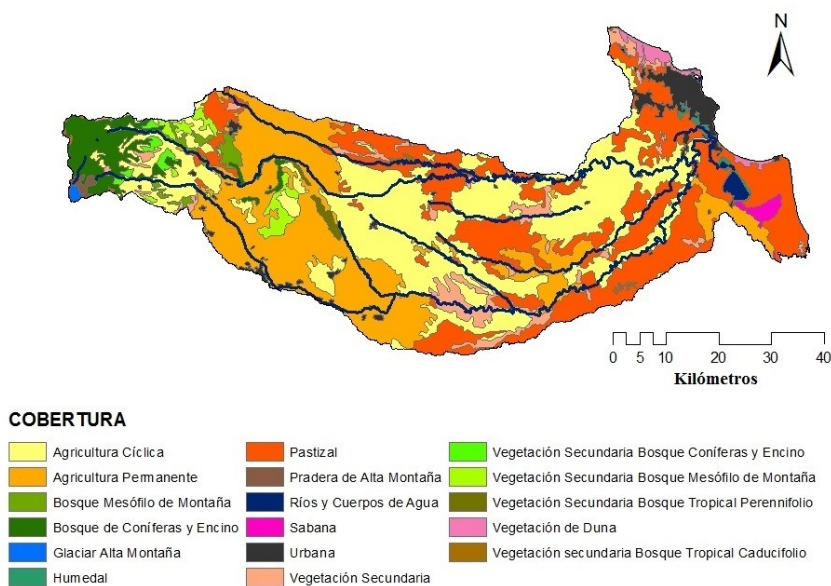 N
0 5 10 20 30 40
Kilómetros
COBERTURA
Agricultura Cíclica
Agricultura Permanente
Bosque Mesófilo de Montaña
Bosque de Coníferas y Encino
Glaciar Alta Montaña
Humedal
Pastizal
Pradera de Alta Montaña
Ríos y Cuerpos de Agua
Sabana
Urbana
Vegetación Secundaria
Vegetación Secundaria Bosque Coníferas y Encino
Vegetación Secundaria Bosque Mesófilo de Montaña
Vegetación Secundaria Bosque Tropical Perennifolio
Vegetación de Duna
Vegetación secundaria Bosque Tropical Caducifolio